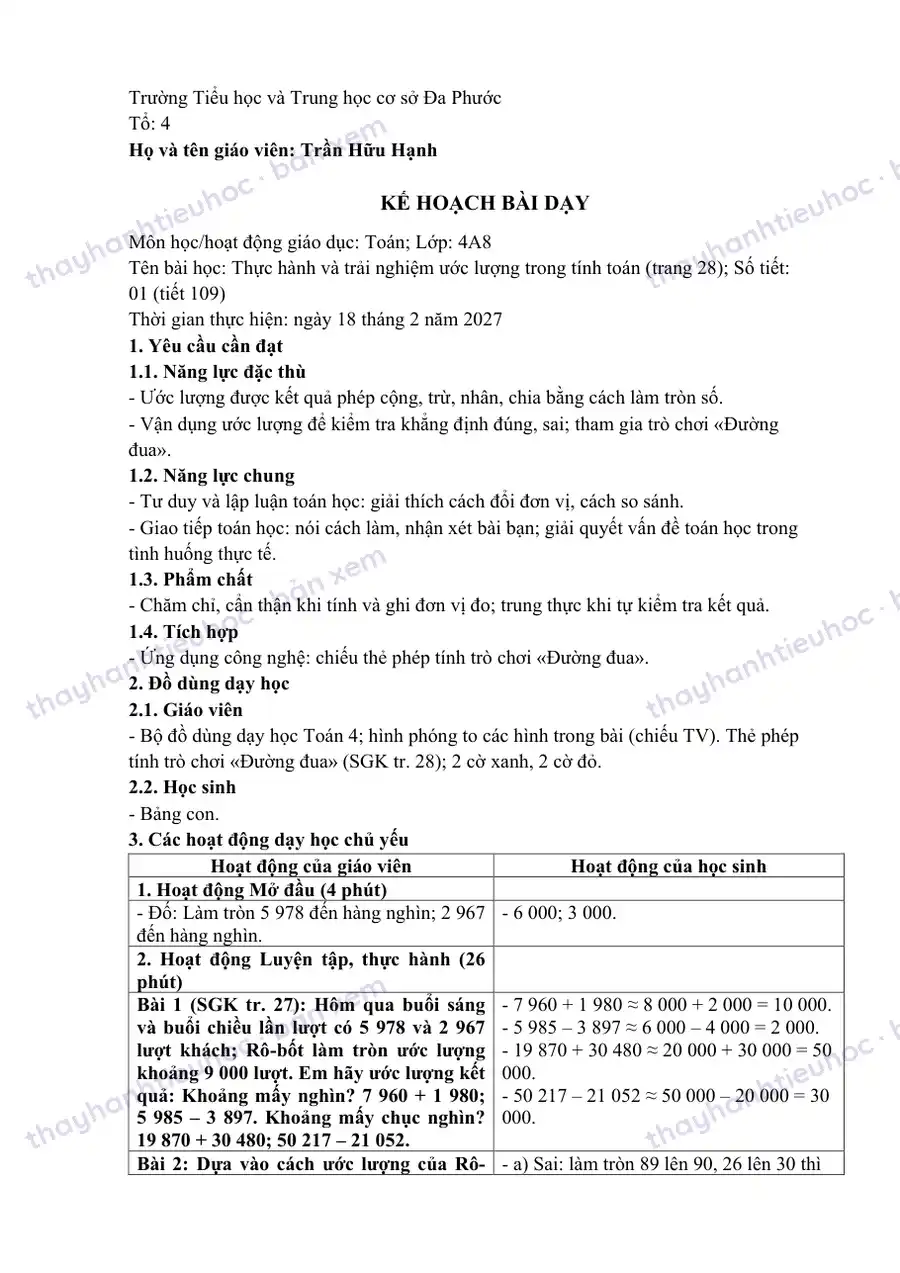 Trường Tiểu học và Trung học cơ sở Đa Phước
Tổ: 4
Họ và tên giáo viên: Trần Hữu Hạnh
KẾ HOẠCH BÀI DẠY
Môn học/hoạt động giáo dục: Toán; Lớp: 4A8
Tên bài học: Thực hành và trải nghiệm ước lượng trong tính toán (trang 28); Số tiết:
01 (tiết 109)
Thời gian thực hiện: ngày 18 tháng 2 năm 2027
1. Yêu cầu cần đạt
1.1. Năng lực đặc thù
- Ước lượng được kết quả phép cộng, trừ, nhân, chia bằng cách làm tròn số.
- Vận dụng ước lượng để kiểm tra khẳng định đúng, sai; tham gia trò chơi «Đường
đua».
1.2. Năng lực chung
- Tư duy và lập luận toán học: giải thích cách đổi đơn vị, cách so sánh.
- Giao tiếp toán học: nói cách làm, nhận xét bài bạn; giải quyết vấn đề toán học trong
tình huống thực tế.
1.3. Phẩm chất
- Chăm chỉ, cẩn thận khi tính và ghi đơn vị đo; trung thực khi tự kiểm tra kết quả.
1.4. Tích hợp
- Ứng dụng công nghệ: chiếu thẻ phép tính trò chơi «Đường đua».
2. Đồ dùng dạy học
2.1. Giáo viên
- Bộ đồ dùng dạy học Toán 4; hình phóng to các hình trong bài (chiếu TV). Thẻ phép
tính trò chơi «Đường đua» (SGK tr. 28); 2 cờ xanh, 2 cờ đỏ.
2.2. Học sinh
- Bảng con.
3. Các hoạt động dạy học chủ yếu
Hoạt động của giáo viên
Hoạt động của học sinh
1. Hoạt động Mở đầu (4 phút)
- Đố: Làm tròn 5 978 đến hàng nghìn; 2 967
đến hàng nghìn.
- 6 000; 3 000.
2. Hoạt động Luyện tập, thực hành (26
phút)
Bài 1 (SGK tr. 27): Hôm qua buổi sáng
và buổi chiều lần lượt có 5 978 và 2 967
lượt khách; Rô-bốt làm tròn ước lượng
khoảng 9 000 lượt. Em hãy ước lượng kết
quả: Khoảng mấy nghìn? 7 960 + 1 980;
5 985 – 3 897. Khoảng mấy chục nghìn?
19 870 + 30 480; 50 217 – 21 052.
- 7 960 + 1 980 ≈ 8 000 + 2 000 = 10 000.
- 5 985 – 3 897 ≈ 6 000 – 4 000 = 2 000.
- 19 870 + 30 480 ≈ 20 000 + 30 000 = 50
000.
- 50 217 – 21 052 ≈ 50 000 – 20 000 = 30
000.
Bài 2: Dựa vào cách ước lượng của Rô-
- a) Sai: làm tròn 89 lên 90, 26 lên 30 thì
thayhanhtieuhoc · bản xem
thayhanhtieuhoc · b
thayhanhtieuhoc · bản xem
thayhanhtieuhoc · b
thayhanhtieuhoc · bản xem
thayhanhtieuhoc · b